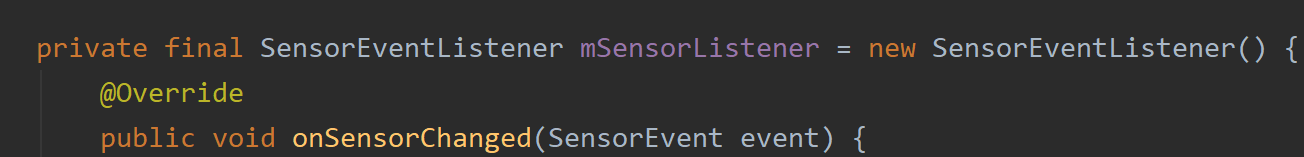 private final SensorEventListener mSensorListener = new SensorEventListener() {
@Override
public void onSensorChanged(SensorEvent event) {